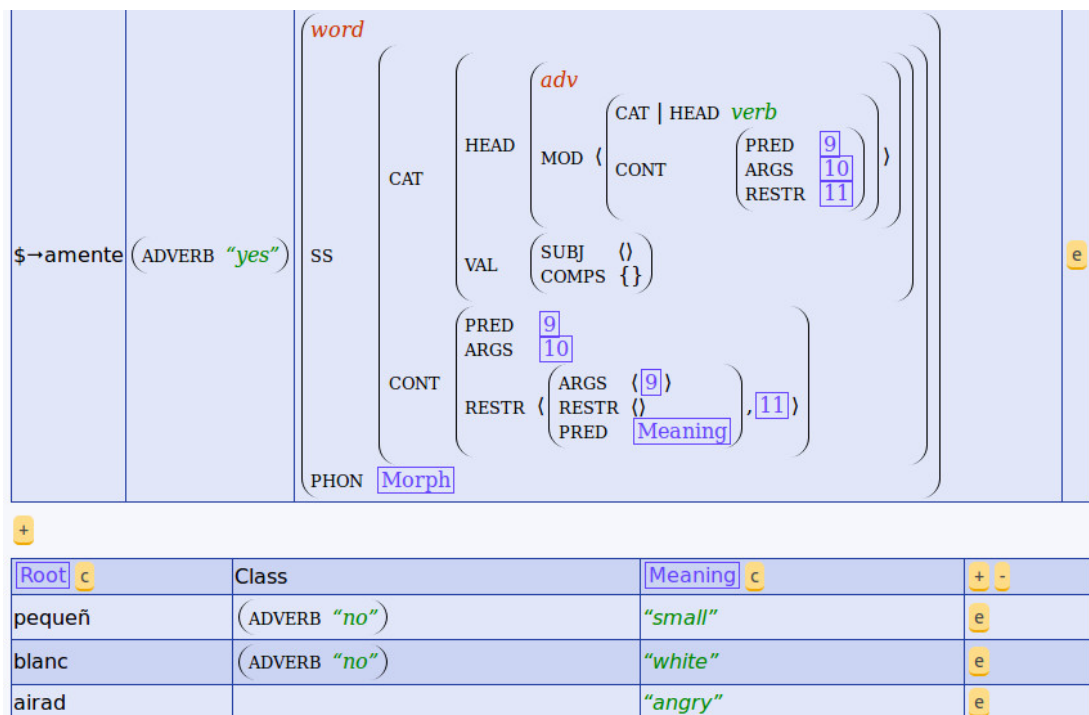 word
adv
CAT | HEAD verb
HEAD
MOD ⟨
CONT
PRED 9
ARGS 10
RESTR 11
⟩
CAT
$→amente
(ADVERB “yes”)
SS
VAL
SUBJ ⟨⟩
COMPS {}
e
PRED 9
ARGS 10
CONT
RESTR ⟨
ARGS ⟨9⟩
RESTR ⟨⟩
PRED Meaning
, 11⟩
PHON Morph
+
Root c Class Meaning c + -
pequeñ (ADVERB “no”) “small” e
blanc (ADVERB “no”) “white” e
airad “angry” e